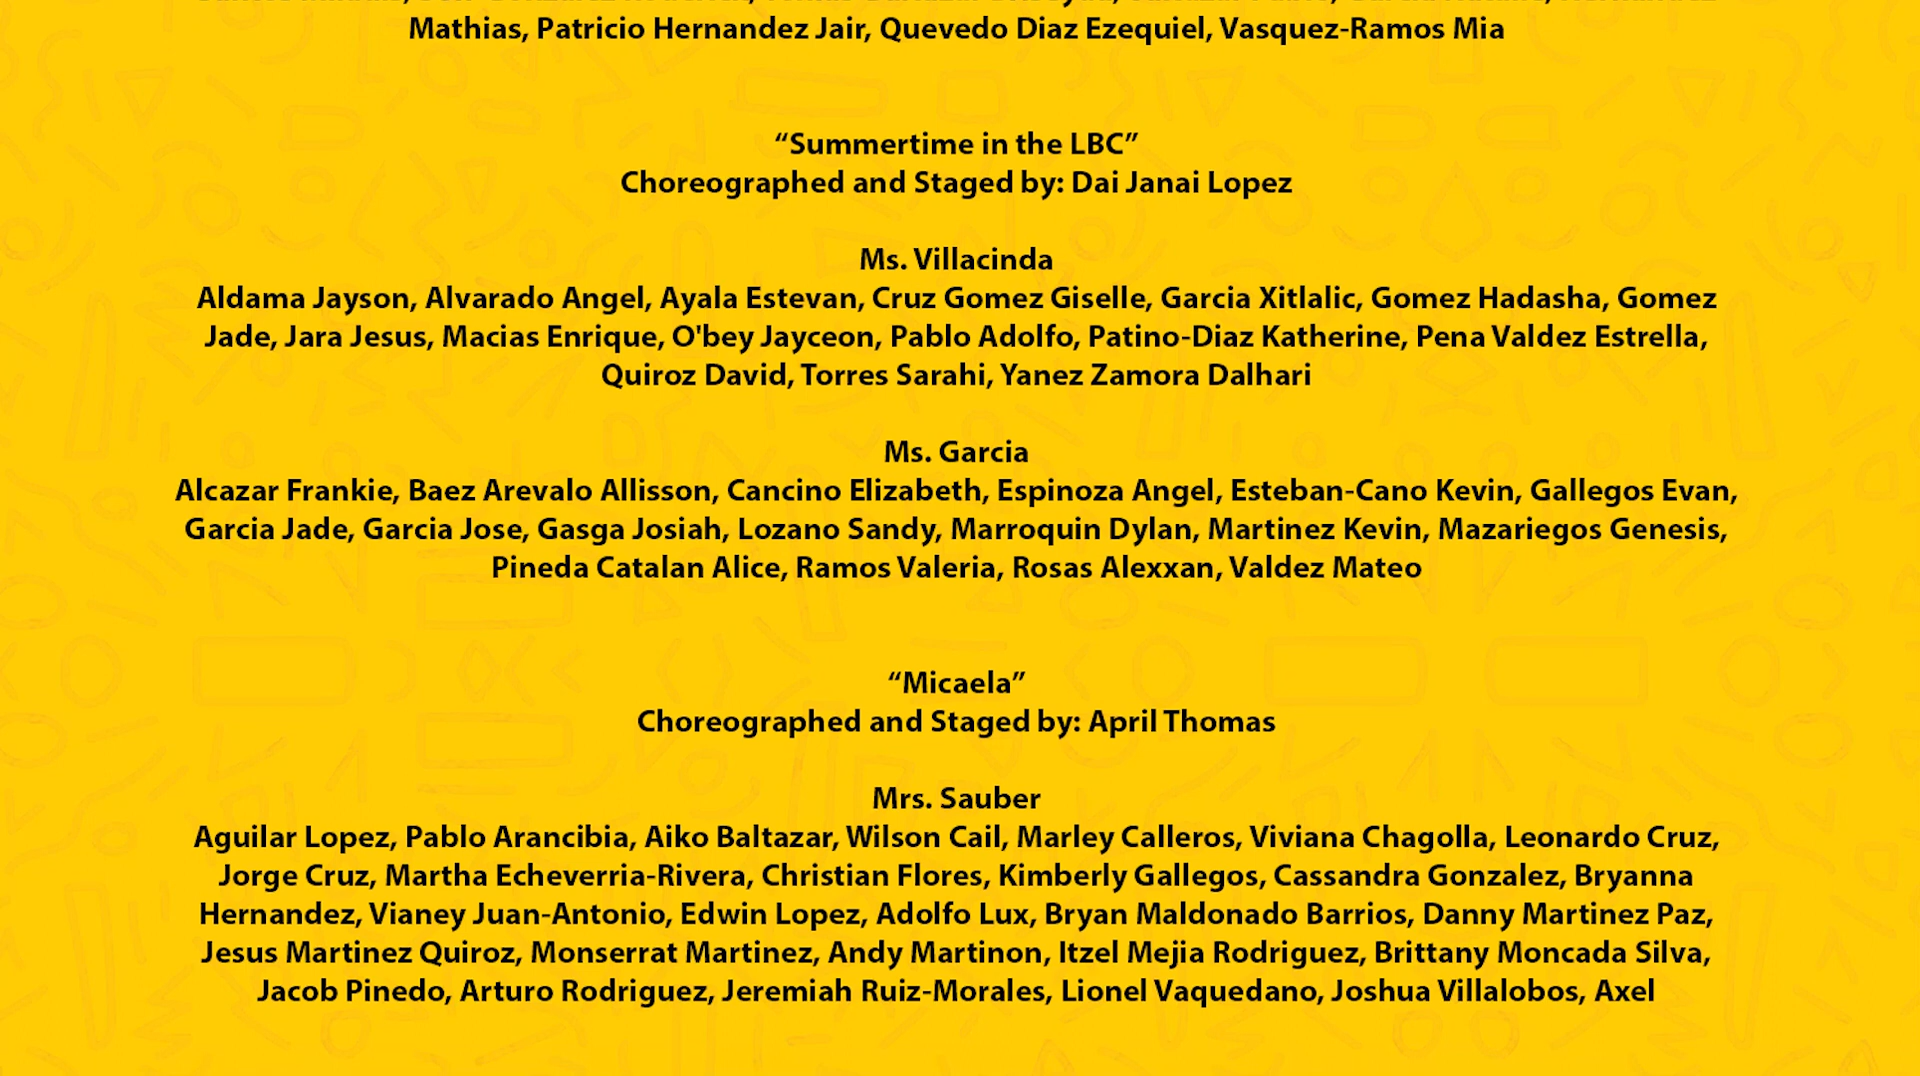 Mathias, Patricio Hernandez Jair, Quevedo Diaz Ezequiel, Vasquez-Ramos Mia
“Summertime in the LBC”
Choreographed and Staged by: Dai Janai Lopez
Ms. Villacinda
Aldama Jayson, Alvarado Angel, Ayala Estevan, Cruz Gomez Giselle, Garcia Xitlalic, Gomez Hadasha, Gomez
Jade, Jara Jesus, Macias Enrique, O'bey Jayceon, Pablo Adolfo, Patino-Diaz Katherine, Pena Valdez Estrella,
Quiroz David, Torres Sarahi, Yanez Zamora Dalhari
Ms. Garcia
Alcazar Frankie, Baez Arevalo Allisson, Cancino Elizabeth, Espinoza Angel, Esteban-Cano Kevin, Gallegos Evan,
Garcia Jade, Garcia Jose, Gasga Josiah, Lozano Sandy, Marroquin Dylan, Martinez Kevin, Mazariegos Genesis,
Pineda Catalan Alice, Ramos Valeria, Rosas Alexxan, Valdez Mateo
“Micaela”
Choreographed and Staged by: April Thomas
Mrs. Sauber
Aguilar Lopez, Pablo Arancibia, Aiko Baltazar, Wilson Cail, Marley Calleros, Viviana Chagolla, Leonardo Cruz,
Jorge Cruz, Martha Echeverria-Rivera, Christian Flores, Kimberly Gallegos, Cassandra Gonzalez, Bryanna
Hernandez, Vianey Juan-Antonio, Edwin Lopez, Adolfo Lux, Bryan Maldonado Barrios, Danny Martinez Paz,
Jesus Martinez Quiroz, Monserrat Martinez, Andy Martinon, Itzel Mejia Rodriguez, Brittany Moncada Silva,
Jacob Pinedo, Arturo Rodriguez, Jeremiah Ruiz-Morales, Lionel Vaquedano, Joshua Villalobos, Axel